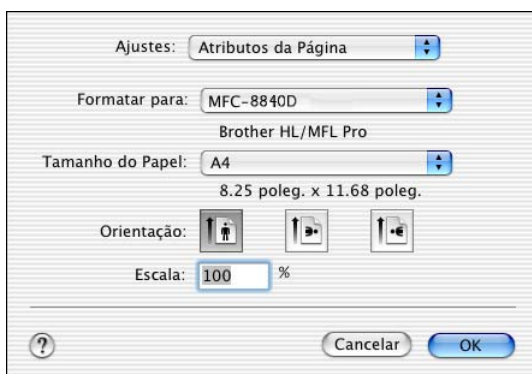 Ajustes: Atributos da Página
Formatar para: MFC-8840D
Brother HL/MFL Pro
Tamanho do Papel: A4
8.25 poleg. x 11.68 poleg.
Orientação:
Escala: 100 %
? Cancelar OK